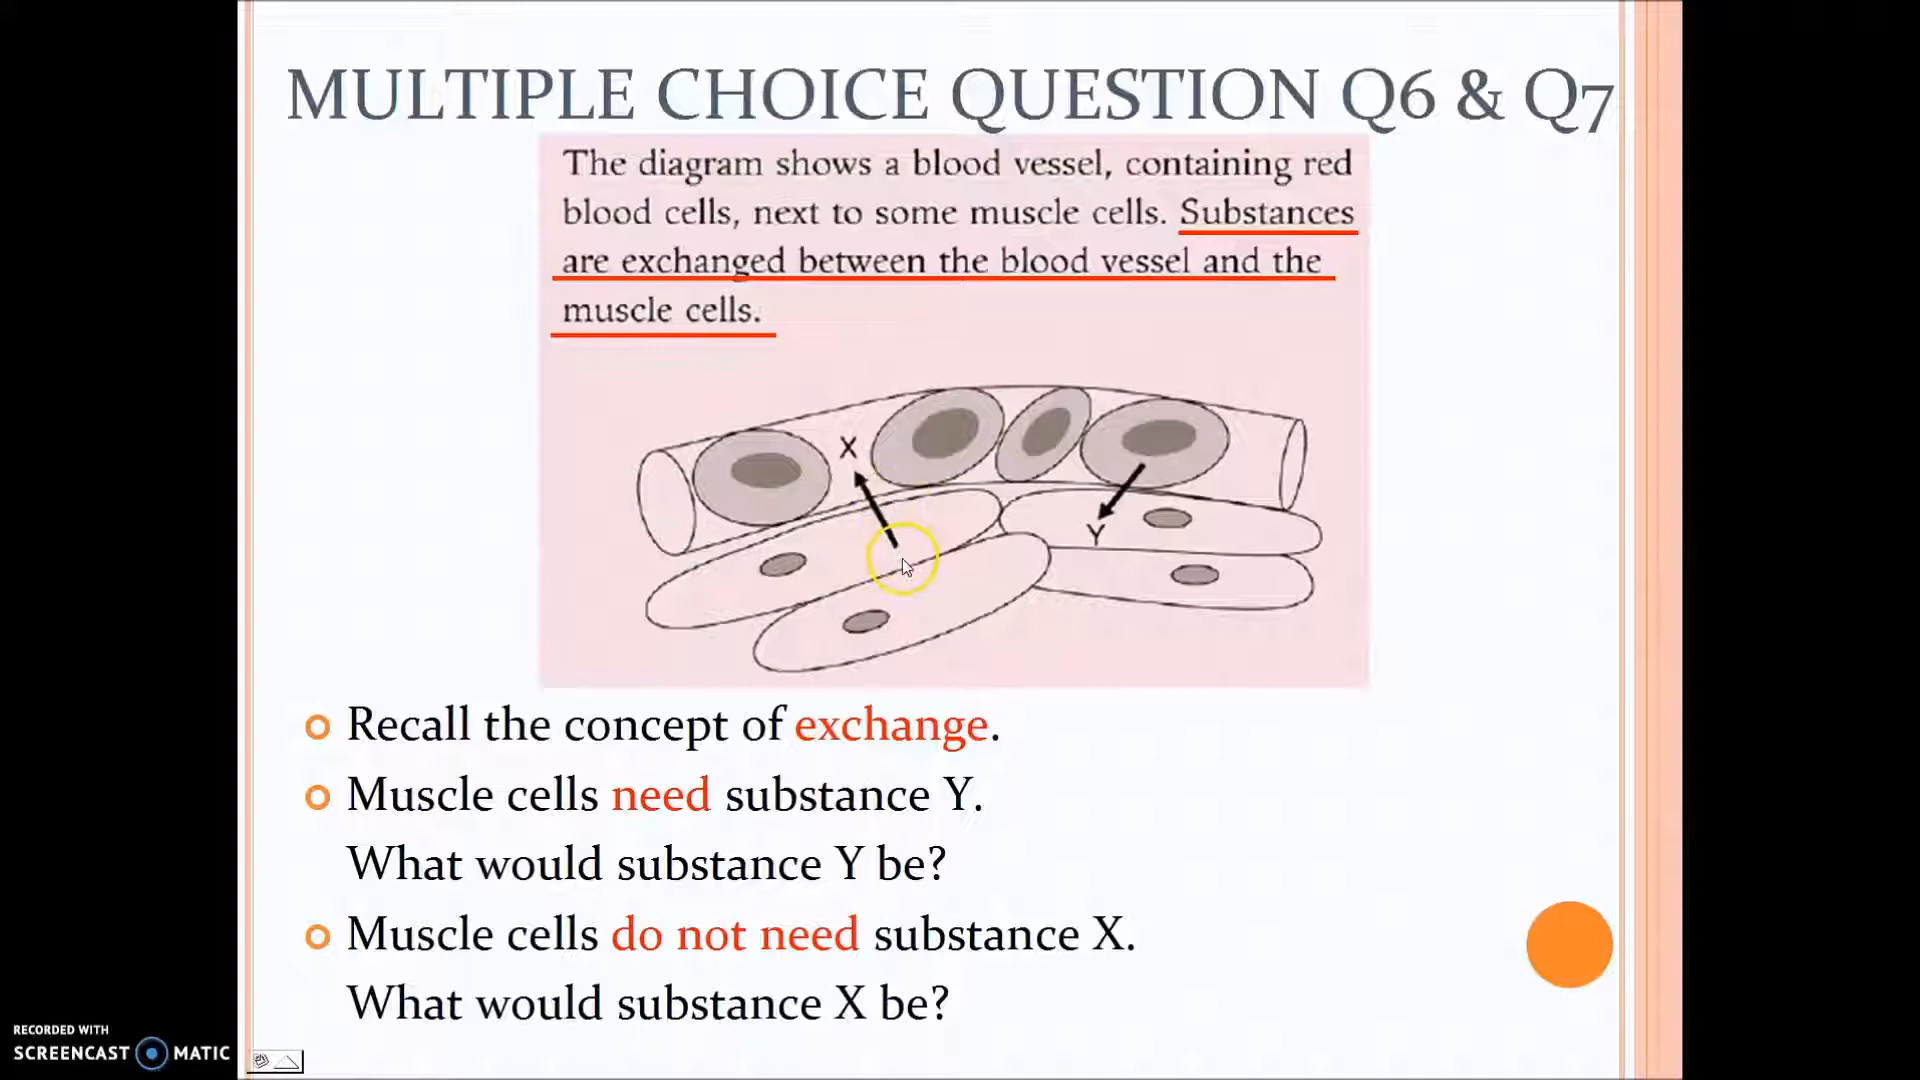 MULTIPLE CHOICE QUESTION Q6 & Q7
The diagram shows a blood vessel, containing red
blood cells, next to some muscle cells. Substances
are exchanged between the blood vessel and the
muscle cells.
X
Y
Recall the concept of exchange.
Muscle cells need substance Y.
What would substance Y be?
Muscle cells do not need substance X.
What would substance X be?
RECORDED WITH
SCREENCAST MATIC